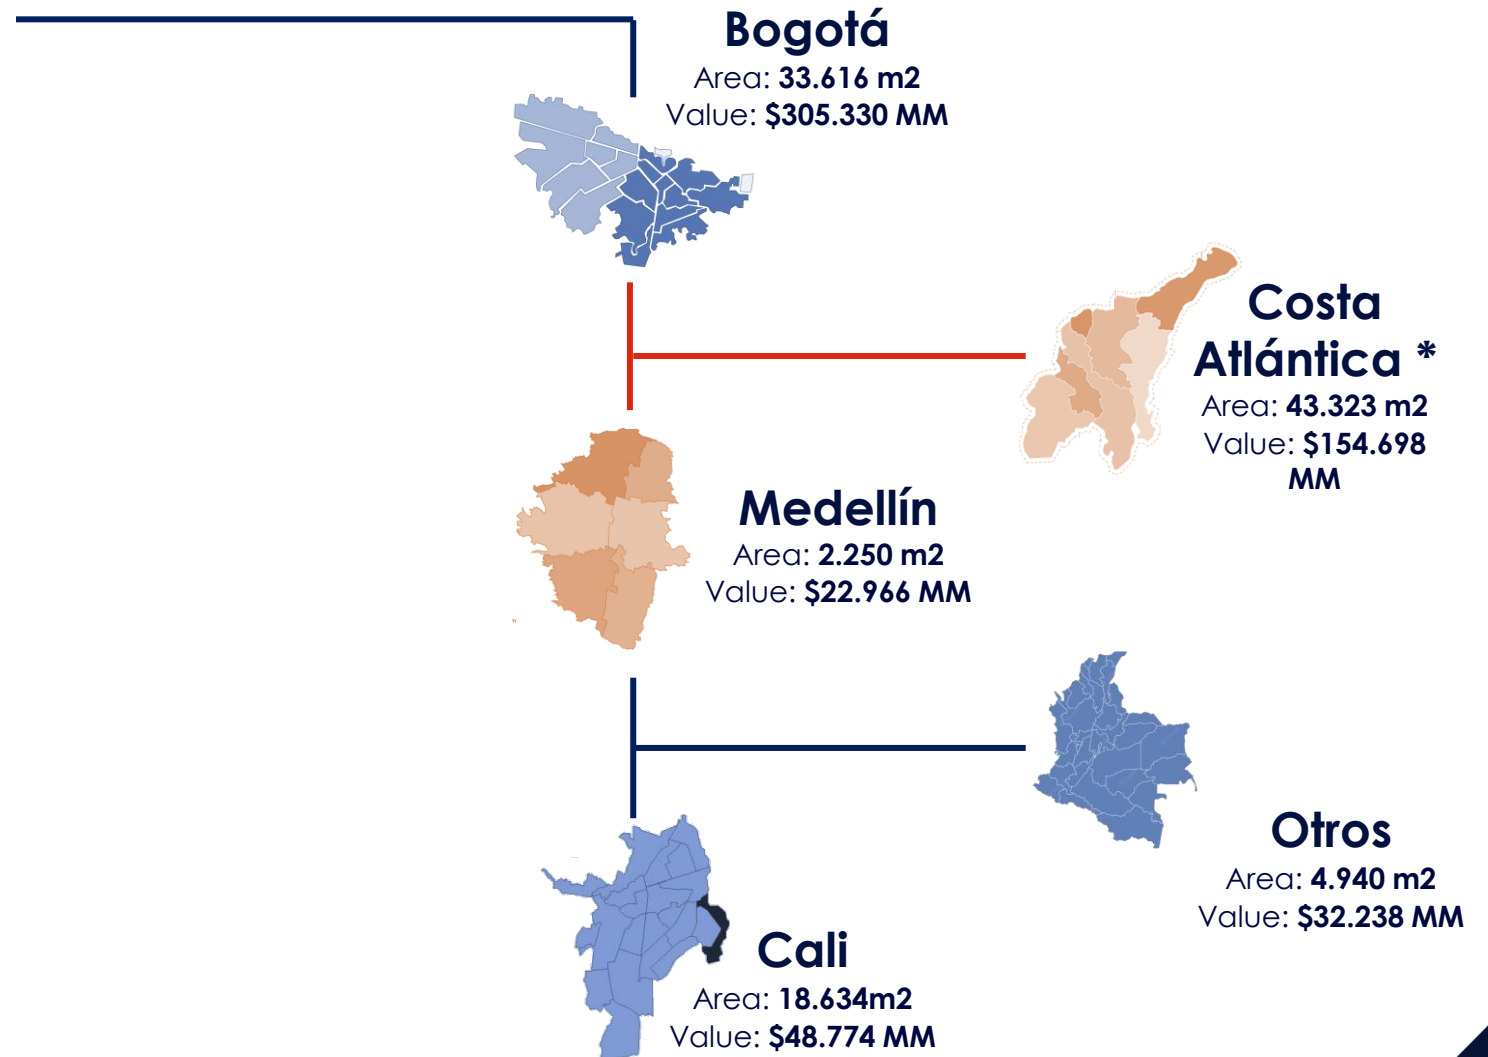 Bogotá
Area: 33.616 m2
Value: $305.330 MM
Costa
Atlántica *
Area: 43.323 m2
Value: $154.698
MM
Medellín
Area: 2.250 m2
Value: $22.966 MM
Otros
Area: 4.940 m2
Value: $32.238 MM
Cali
Area: 18.634m2
Value: $48.774 MM